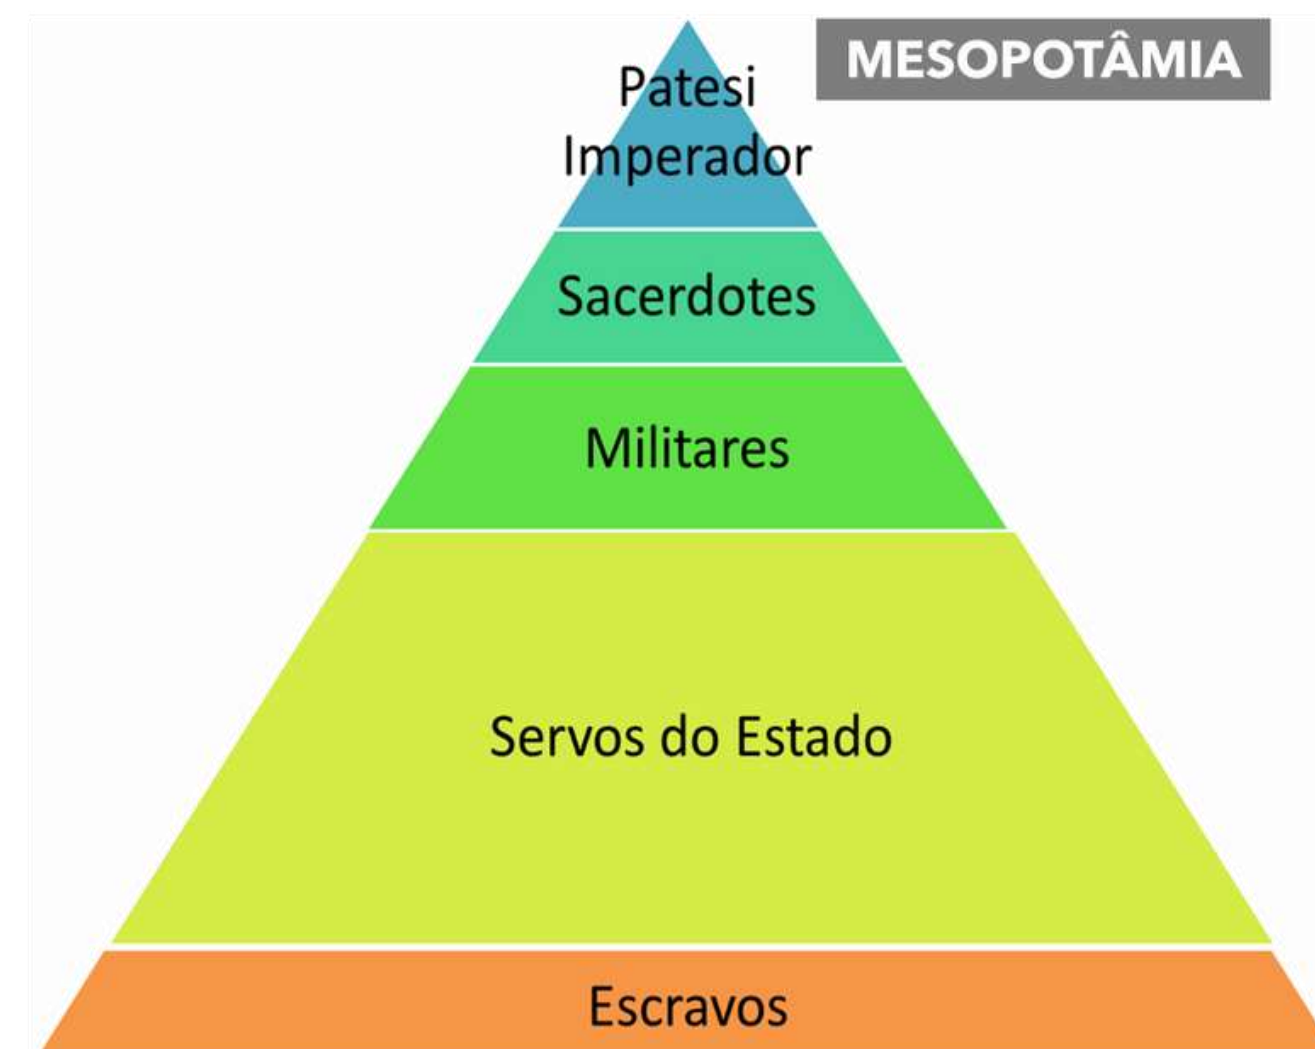 MESOPOTÂMIA
Patesi
Imperador
Sacerdotes
Militares
Servos do Estado
Escravos